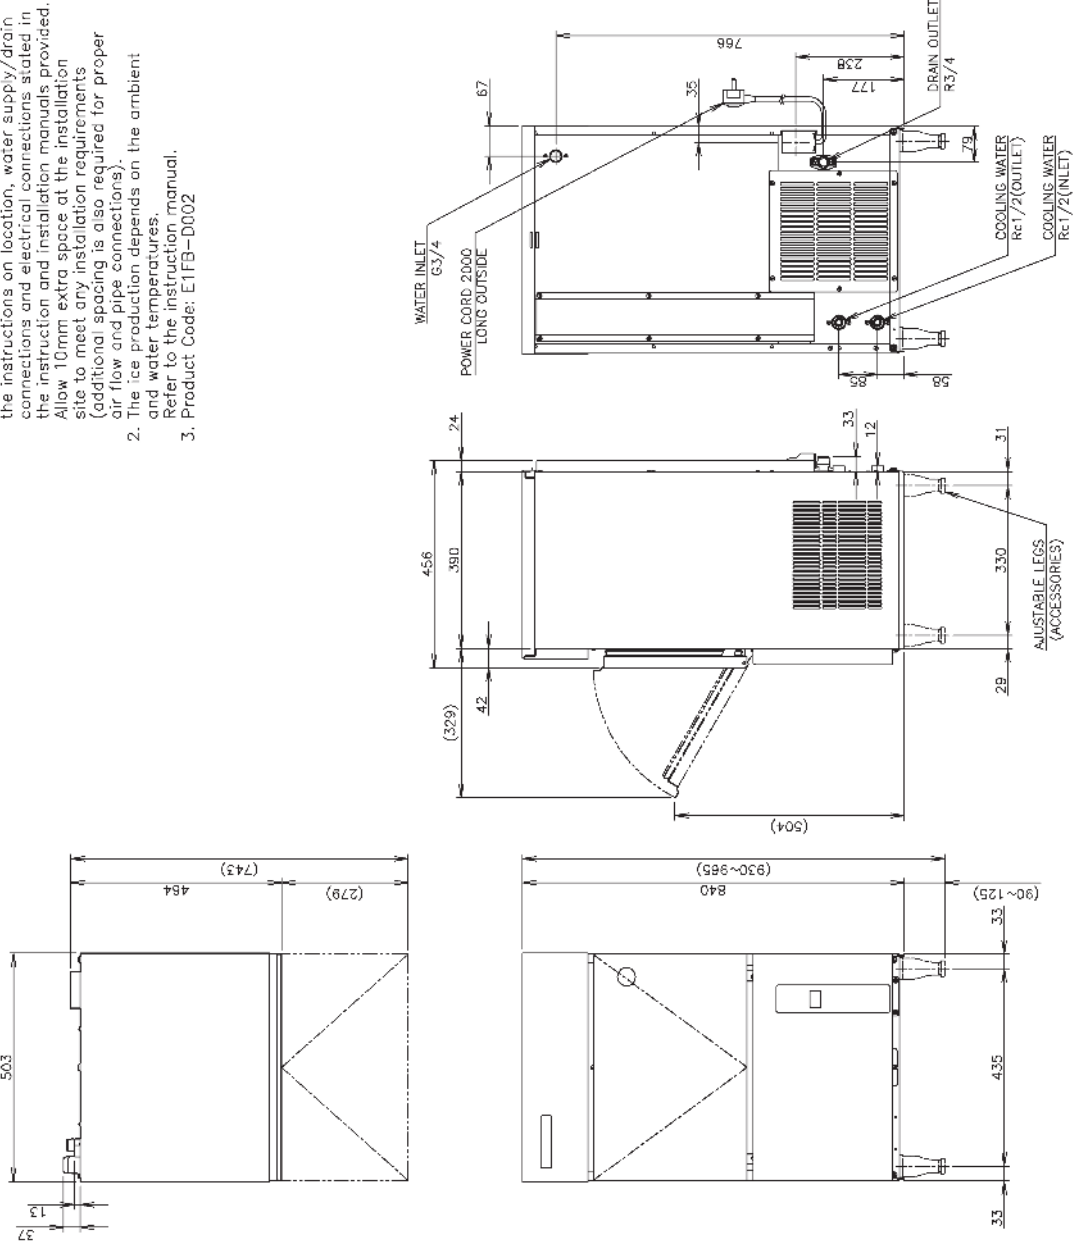 the instructions on location, water supply/drain
connections and electrical connections stated in
the instruction and installation manuals provided.
Allow 10mm extra space at the installation
site to meet any installation requirements
(additional spacing is also required for proper
air flow and pipe connections).
2. The ice production depends on the ambient
and water temperatures.
Refer to the instruction manual.
3. Product Code: E1FB-D002
503
13
37
464
(279)
(743)
840
(930~965)
(90~125)
33
435
33
456
390
24
42
(329)
(504)
33
12
31
330
29
AJUSTABLE LEGS
(ACCESSORIES)
WATER INLET
G3/4
POWER CORD 2000
LONG OUTSIDE
67
766
35
238
177
DRAIN OUTLET
R3/4
79
COOLING WATER
Rc1/2(OUTLET)
COOLING WATER
Rc1/2(INLET)
85
58